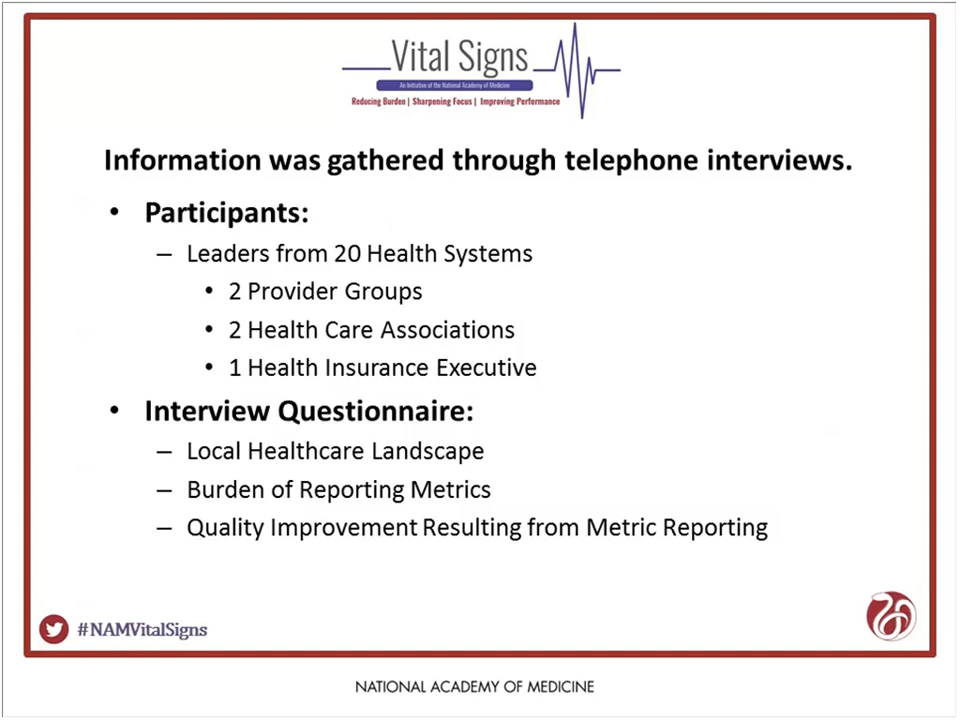 Vital Signs
An Initiative of the National Academy of Medicine
Reducing Burden | Sharpening Focus | Improving Performance
Information was gathered through telephone interviews.
• Participants:
– Leaders from 20 Health Systems
• 2 Provider Groups
• 2 Health Care Associations
• 1 Health Insurance Executive
• Interview Questionnaire:
– Local Healthcare Landscape
– Burden of Reporting Metrics
– Quality Improvement Resulting from Metric Reporting
#NAMVitalSigns
NATIONAL ACADEMY OF MEDICINE